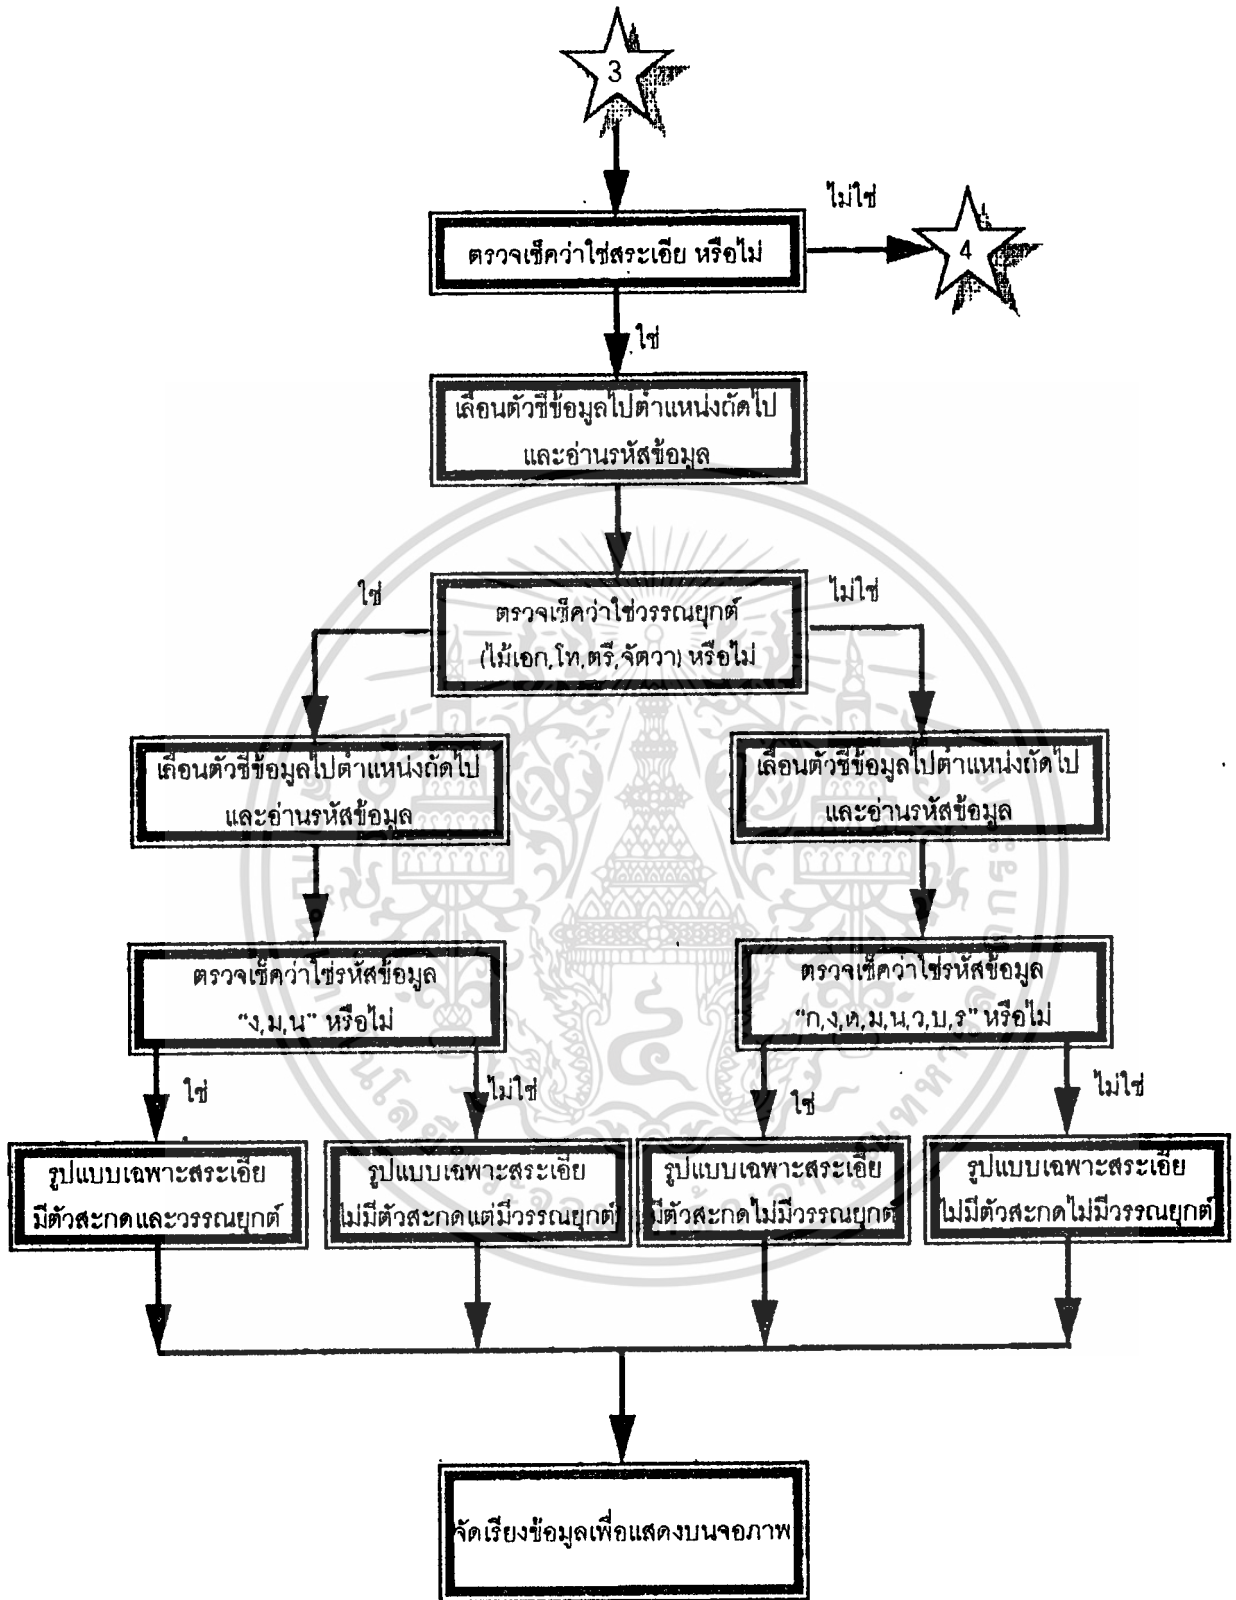 3
ไม่ใช่
ตรวจเช็คว่าใช่สระเอีย หรือไม่
4
ใช่
เลื่อนตัวชี้ข้อมูลไปตำแหน่งถัดไป
และอ่านรหัสข้อมูล
ใช่
ไม่ใช่
ตรวจเช็คว่าใช่วรรณยุกต์
(ไม้เอก,โท,ตรี,จัตวา) หรือไม่
เลื่อนตัวชี้ข้อมูลไปตำแหน่งถัดไป
และอ่านรหัสข้อมูล
เลื่อนตัวชี้ข้อมูลไปตำแหน่งถัดไป
และอ่านรหัสข้อมูล
ตรวจเช็คว่าใช่รหัสข้อมูล
"ง,ม,น" หรือไม่
ตรวจเช็คว่าใช่รหัสข้อมูล
"ก,ง,ด,ม,น,ว,บ,ร" หรือไม่
ใช่
ไม่ใช่
ใช่
ไม่ใช่
รูปแบบเฉพาะสระเอีย
มีตัวสะกดและวรรณยุกต์
รูปแบบเฉพาะสระเอีย
ไม่มีตัวสะกดแต่มีวรรณยุกต์
รูปแบบเฉพาะสระเอีย
มีตัวสะกดไม่มีวรรณยุกต์
รูปแบบเฉพาะสระเอีย
ไม่มีตัวสะกดไม่มีวรรณยุกต์
จัดเรียงข้อมูลเพื่อแสดงบนจอภาพ